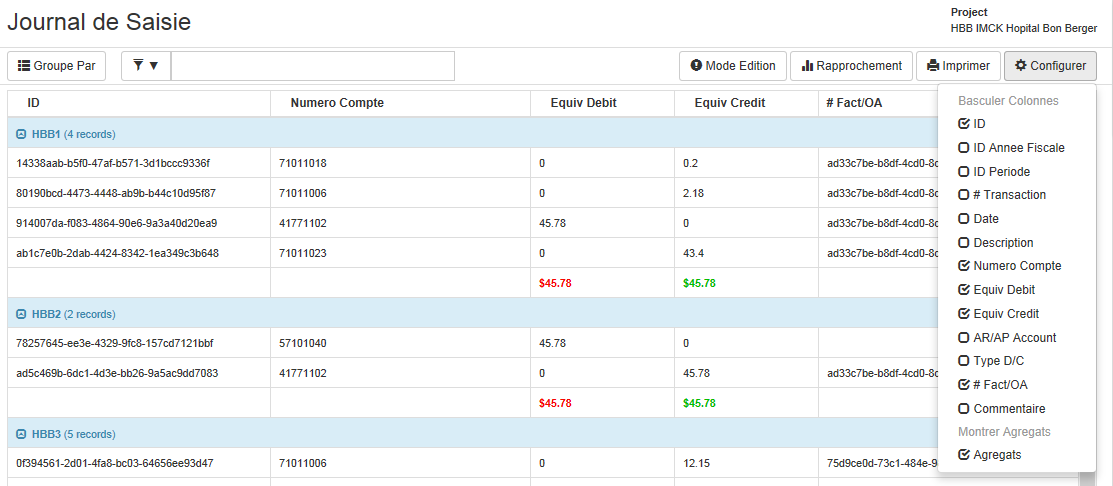 Journal de Saisie
Project
HBB IMCK Hopital Bon Berger
Groupe Par
Mode Edition
Rapprochement
Imprimer
Configurer
ID Numero Compte Equiv Debit Equiv Credit # Fact/OA
HBB1 (4 records)
14338aab-b5f0-47af-b571-3d1bccc9336f 71011018 0 0.2 ad33c7be-b8df-4cd0-8c
80190bcd-4473-4448-ab9b-b44c10d95f87 71011006 0 2.18 ad33c7be-b8df-4cd0-8c
914007da-f083-4864-90e6-9a3a40d20ea9 41771102 45.78 0 ad33c7be-b8df-4cd0-8c
ab1c7e0b-2dab-4424-8342-1ea349c3b648 71011023 0 43.4 ad33c7be-b8df-4cd0-8c
$45.78 $45.78
HBB2 (2 records)
78257645-ee3e-4329-9fc8-157cd7121bbf 57101040 45.78 0
ad5c469b-6dc1-4d3e-bb26-9a5ac9dd7083 41771102 0 45.78 ad33c7be-b8df-4cd0-8c
$45.78 $45.78
HBB3 (5 records)
0f394561-2d01-4fa8-bc03-64656ee93d47 71011006 0 12.15 75d9ce0d-73c1-484e-9
Basculer Colonnes
ID
ID Annee Fiscale
ID Periode
# Transaction
Date
Description
Numero Compte
Equiv Debit
Equiv Credit
AR/AP Account
Type D/C
# Fact/OA
Commentaire
Montrer Agregats
Agregats